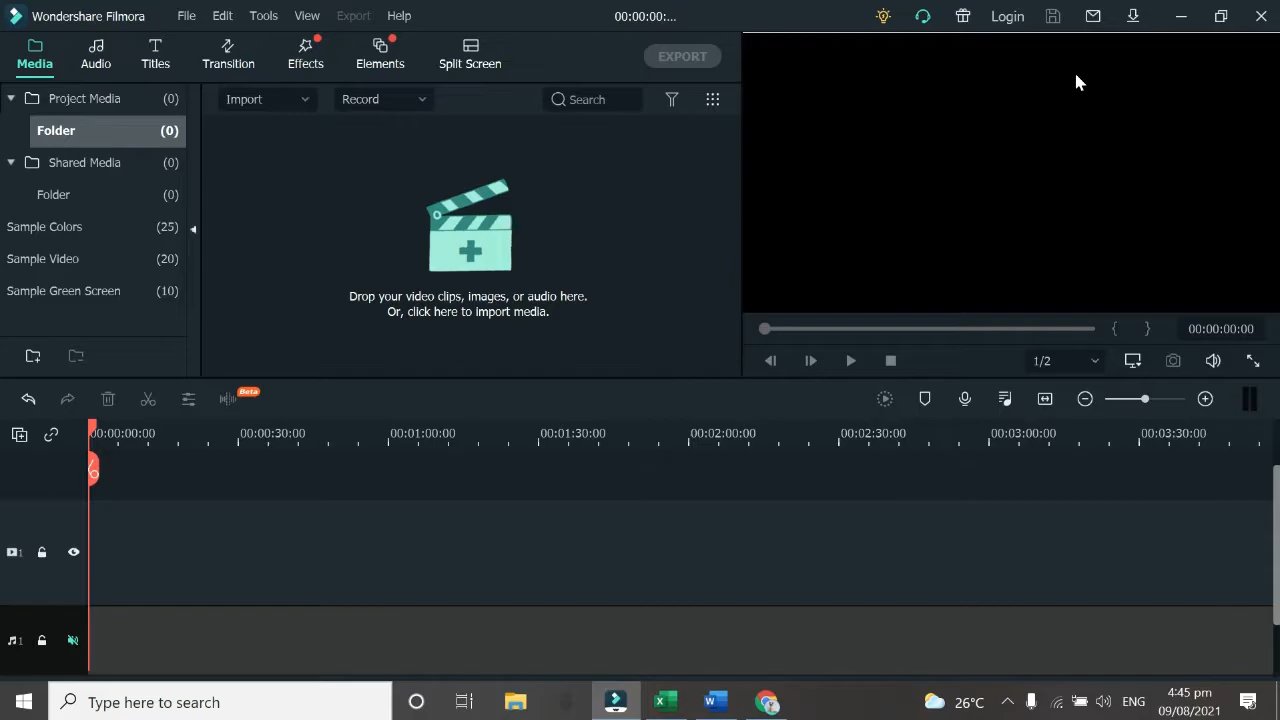 Wondershare Filmora File Edit Tools View Export Help 00:00:00:... Login
Media Audio Titles Transition Effects Elements Split Screen EXPORT
Project Media (0)
Folder (0)
Shared Media (0)
Folder (0)
Sample Colors (25)
Sample Video (20)
Sample Green Screen (10)
Import Record Search
Drop your video clips, images, or audio here.
Or, click here to import media.
{ } 00:00:00:00
1/2
Beta
00:00:00:00 00:00:30:00 00:01:00:00 00:01:30:00 00:02:00:00 00:02:30:00 00:03:00:00 00:03:30:00
1
1
Type here to search 26°C ENG 4:45 pm
09/08/2021